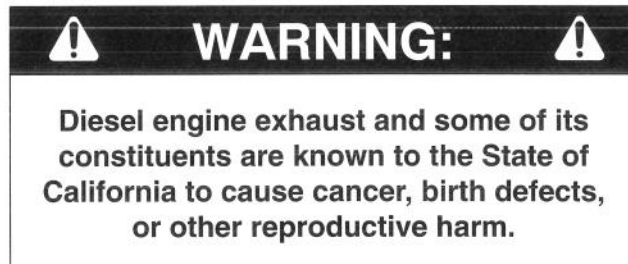 WARNING:
Diesel engine exhaust and some of its
constituents are known to the State of
California to cause cancer, birth defects,
or other reproductive harm.